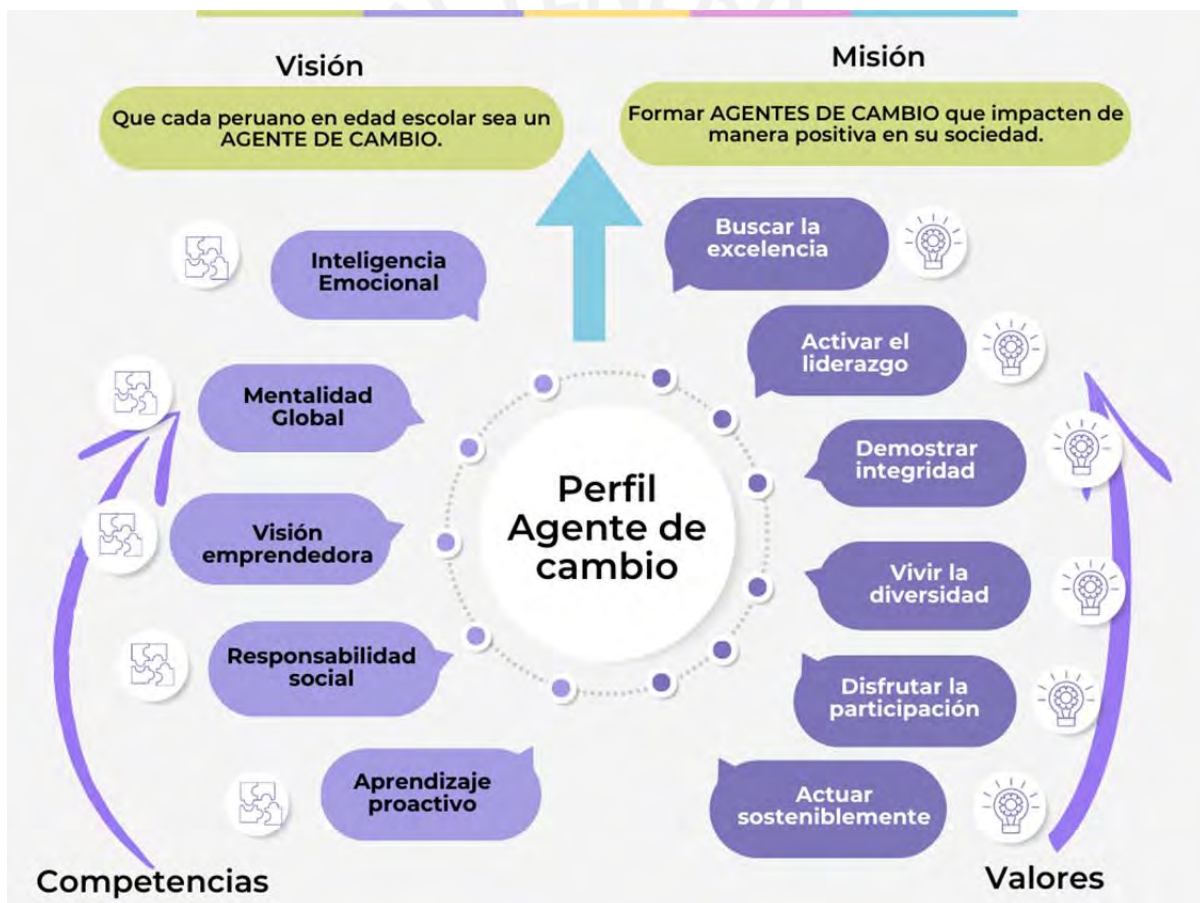 Visión
Que cada peruano en edad escolar sea un
AGENTE DE CAMBIO.
Misión
Formar AGENTES DE CAMBIO que impacten de
manera positiva en su sociedad.
Inteligencia
Emocional
Mentalidad
Global
Visión
emprendedora
Responsabilidad
social
Aprendizaje
proactivo
Competencias
Perfil
Agente de
cambio
Buscar la
excelencia
Activar el
liderazgo
Demostrar
integridad
Vivir la
diversidad
Disfrutar la
participación
Actuar
sosteniblemente
Valores